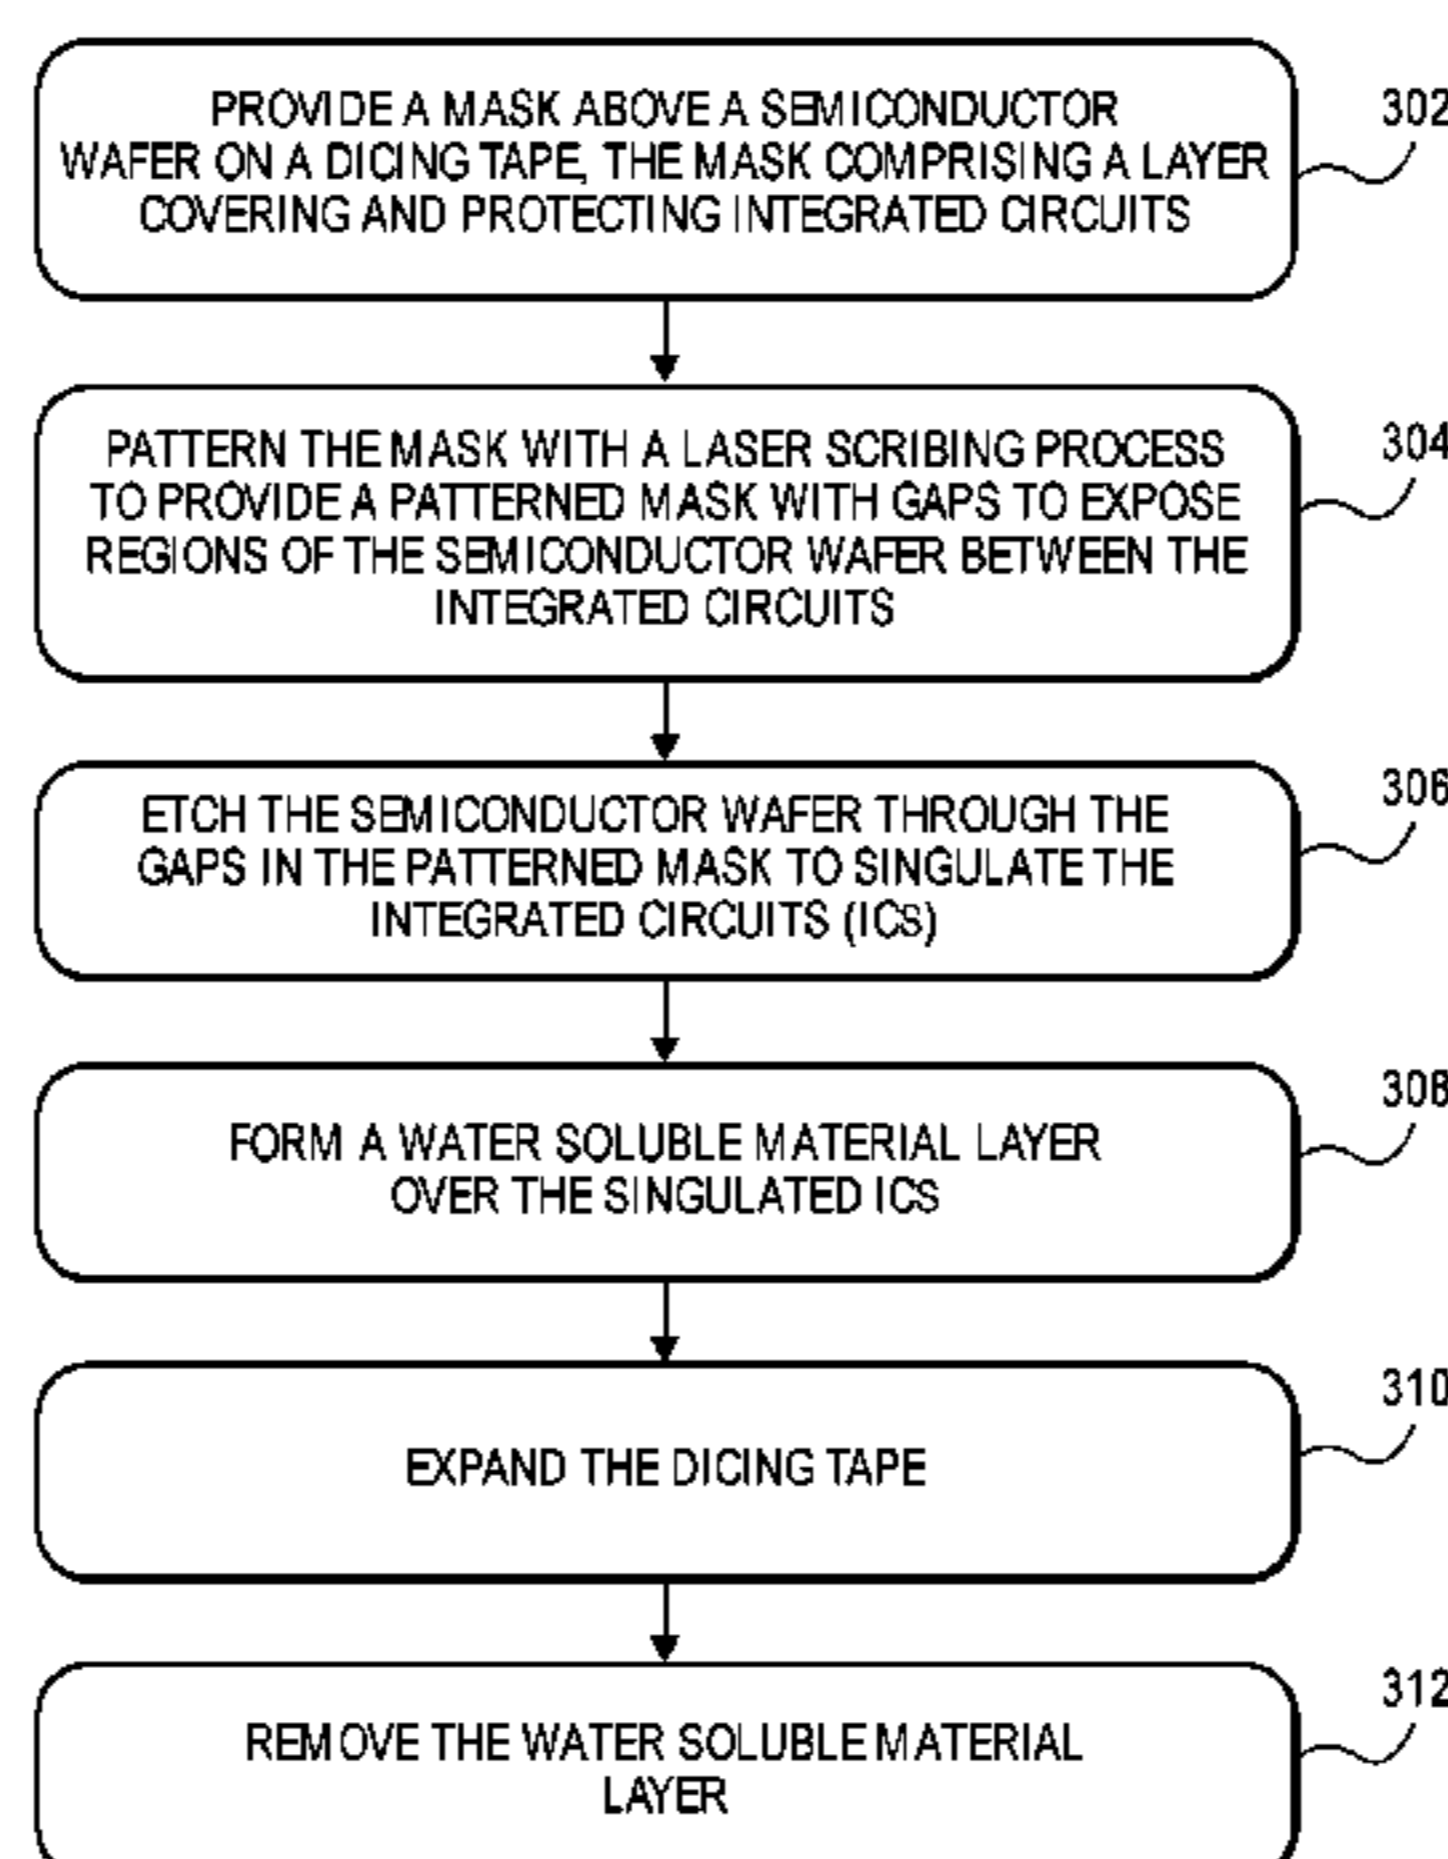 PROVIDE A MASK ABOVE A SEMICONDUCTOR
WAFER ON A DICING TAPE, THE MASK COMPRISING A LAYER
COVERING AND PROTECTING INTEGRATED CIRCUITS
302
PATTERN THE MASK WITH A LASER SCRIBING PROCESS
TO PROVIDE A PATTERNED MASK WITH GAPS TO EXPOSE
REGIONS OF THE SEMICONDUCTOR WAFER BETWEEN THE
INTEGRATED CIRCUITS
304
ETCH THE SEMICONDUCTOR WAFER THROUGH THE
GAPS IN THE PATTERNED MASK TO SINGULATE THE
INTEGRATED CIRCUITS (ICS)
306
FORM A WATER SOLUBLE MATERIAL LAYER
OVER THE SINGULATED ICS
308
EXPAND THE DICING TAPE
310
REMOVE THE WATER SOLUBLE MATERIAL
LAYER
312